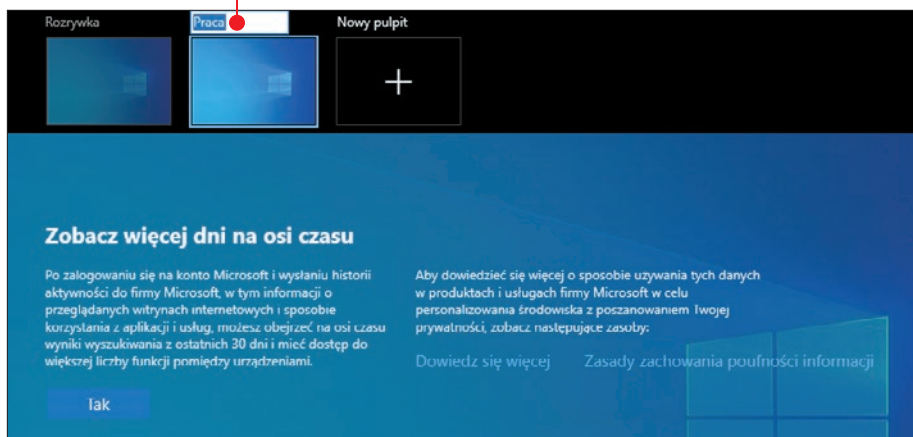 Rozrywka
Praca
Nowy pulpit
Zobacz więcej dni na osi czasu
Po zalogowaniu się na konto Microsoft i wysłaniu historii
aktywności do firmy Microsoft, w tym informacji o
przeglądanych witrynach internetowych i sposobie
korzystania z aplikacji i usług, możesz obejrzeć na osi czasu
wyniki wyszukiwania z ostatnich 30 dni i mieć dostęp do
większej liczby funkcji pomiędzy urządzeniami.
Tak
Aby dowiedzieć się więcej o sposobie używania tych danych
w produktach i usługach firmy Microsoft w celu
personalizowania środowiska z poszanowaniem Twojej
prywatności, zobacz następujące zasoby:
Dowiedz się więcej
Zasady zachowania poufności informacji